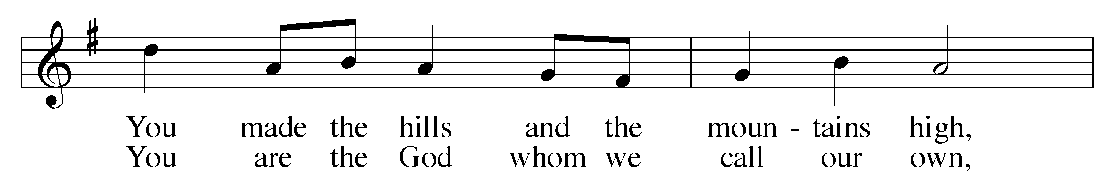 You made the hills and the moun - tains high,
You are the God whom we call our own,